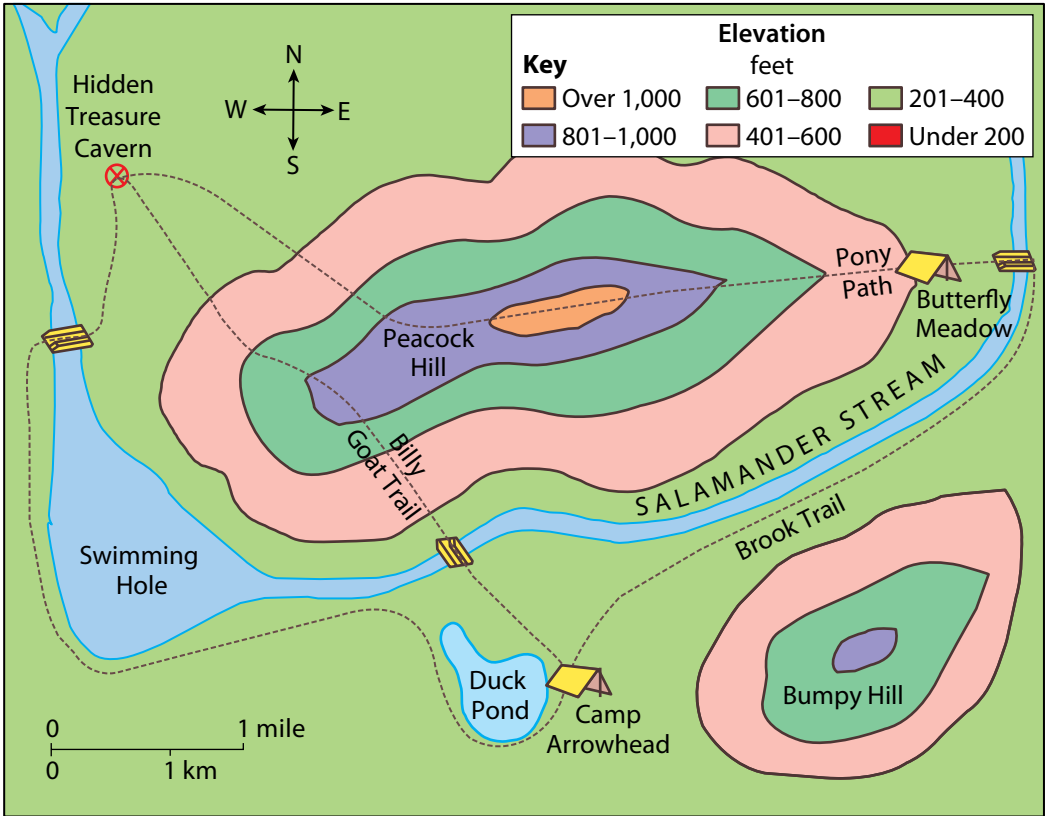 Elevation
Key
feet
Over 1,000
601–800
201–400
801–1,000
401–600
Under 200
N
W
E
S
Hidden
Treasure
Cavern
Pony
Path
Butterfly
Meadow
Peacock
Hill
Billy
Goat Trail
SALAMANDER STREAM
Brook Trail
Swimming
Hole
Duck
Pond
Camp
Arrowhead
Bumpy Hill
0
1 mile
0
1 km